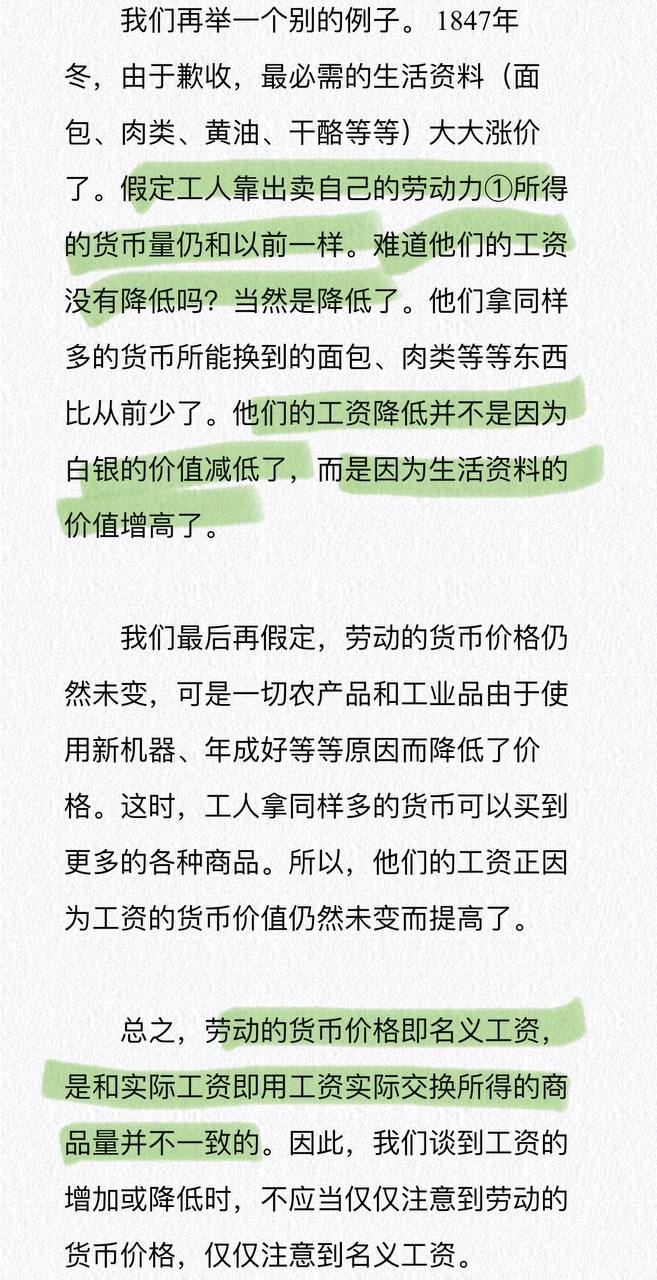 我们再举一个别的例子。 1847年
冬，由于歉收，最必需的生活资料（面
包、肉类、黄油、干酪等等）大大涨价
了。假定工人靠出卖自己的劳动力①所得
的货币量仍和以前一样。难道他们的工资
没有降低吗？当然是降低了。他们拿同样
多的货币所能换到的面包、肉类等等东西
比从前少了。他们的工资降低并不是因为
白银的价值减低了，而是因为生活资料的
价值增高了。
我们最后再假定，劳动的货币价格仍
然未变，可是一切农产品和工业品由于使
用新机器、年成好等等原因而降低了价
格。这时，工人拿同样多的货币可以买到
更多的各种商品。所以，他们的工资正因
为工资的货币价值仍然未变而提高了。
总之，劳动的货币价格即名义工资，
是和实际工资即用工资实际交换所得的商
品量并不一致的。因此，我们谈到工资的
增加或降低时，不应当仅仅注意到劳动的
货币价格，仅仅注意到名义工资。